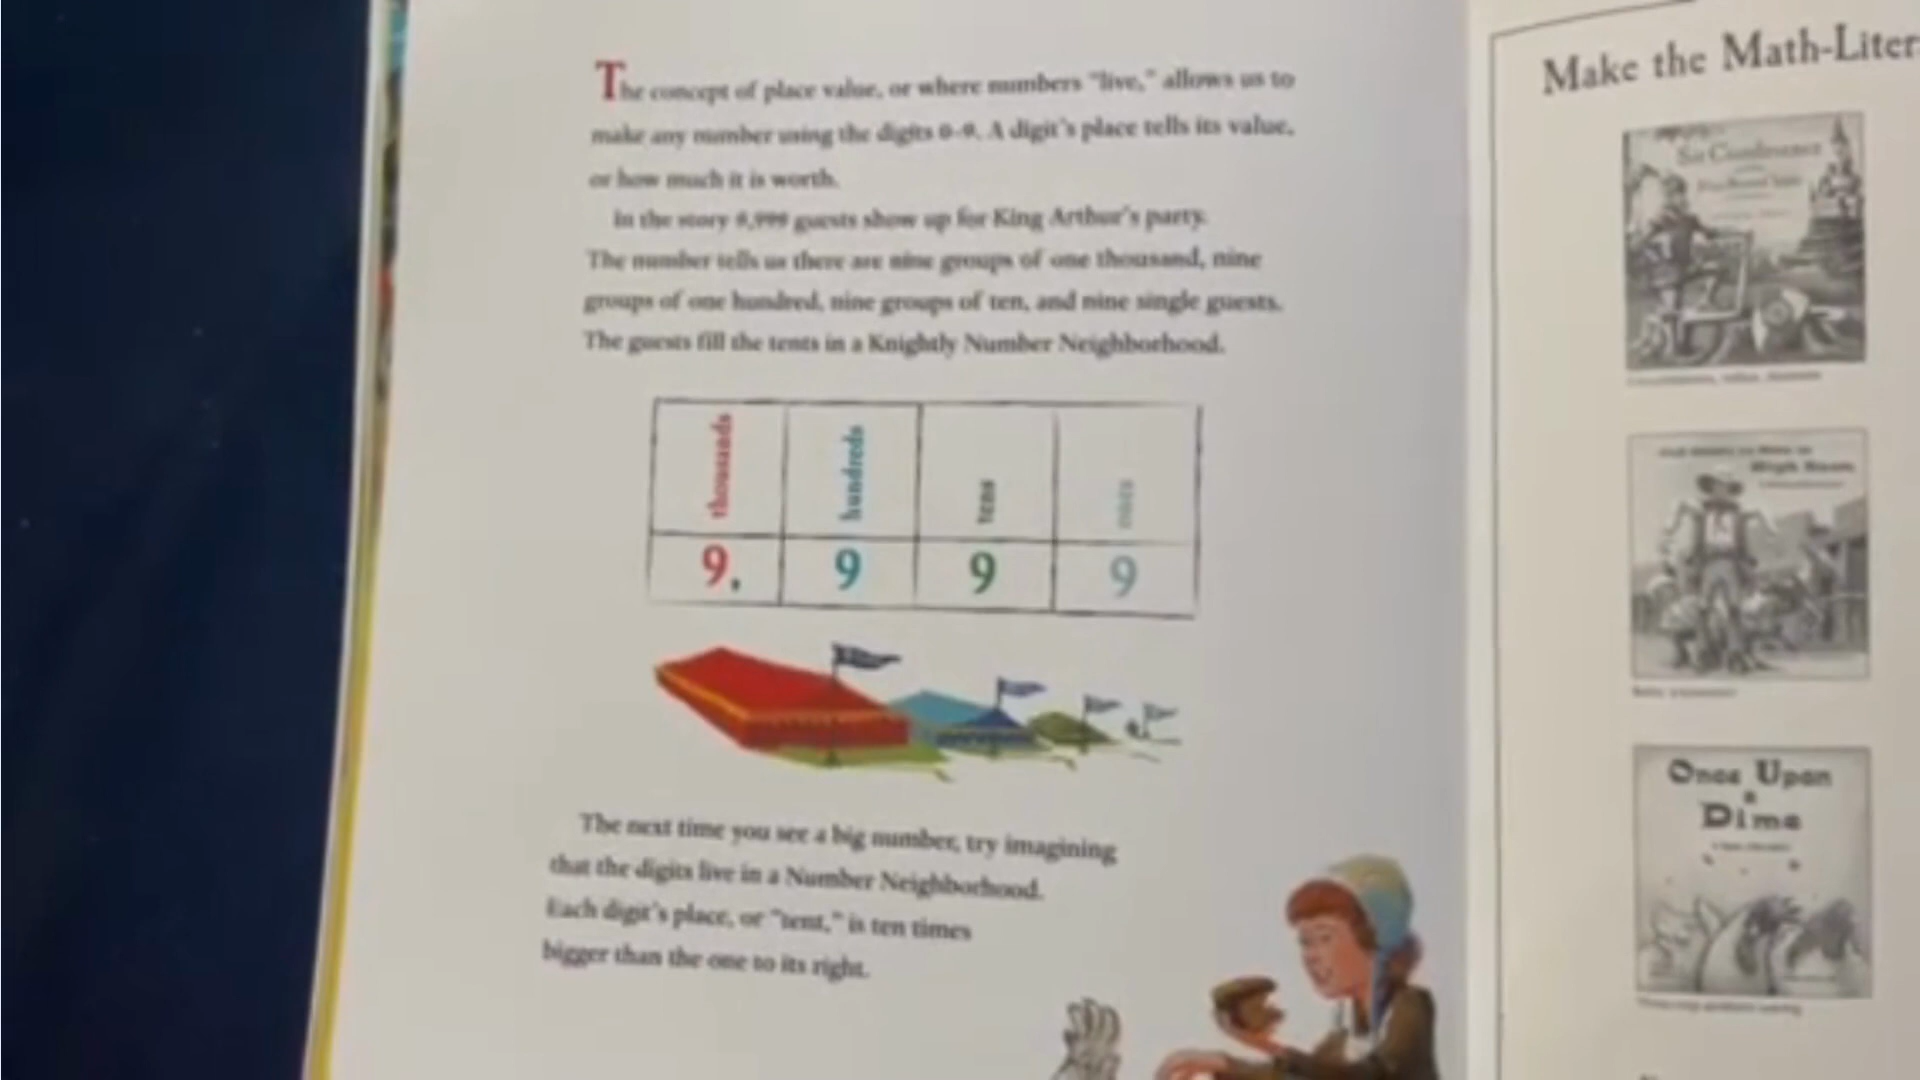 The concept of place value, or where numbers "live," allows us to
make any number using the digits 0-9. A digit's place tells its value,
or how much it is worth.
In the story 9,999 guests show up for King Arthur's party.
The number tells us there are nine groups of one thousand, nine
groups of one hundred, nine groups of ten, and nine single guests.
The guests fill the tents in a Knightly Number Neighborhood.
thousands hundreds tens ones
9, 9 9 9
The next time you see a big number, try imagining
that the digits live in a Number Neighborhood.
Each digit's place, or "tent," is ten times
bigger than the one to its right.
Make the Math-Liter
Sir Cumference
High Noon
Once Upon
a
Dime